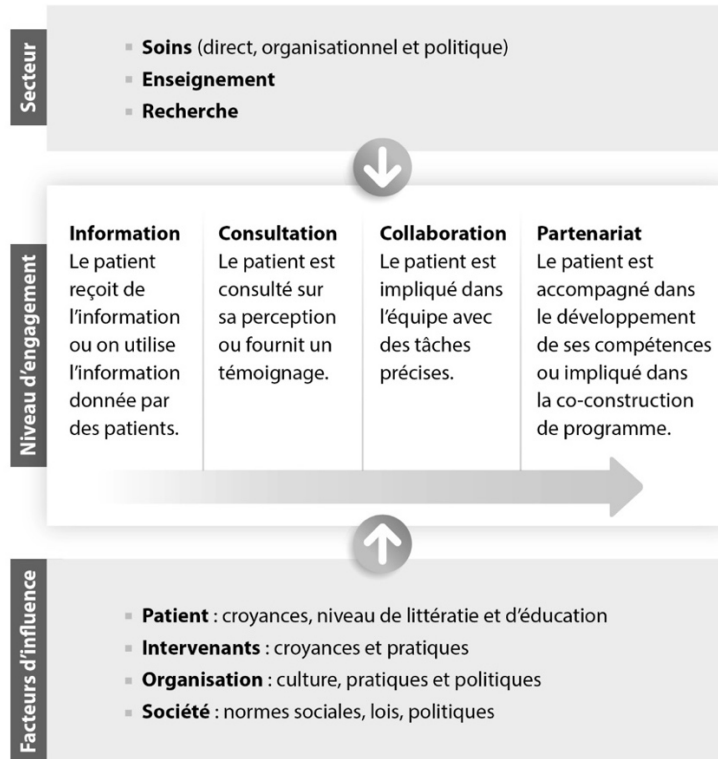 Secteur
Soins (direct, organisationnel et politique)
Enseignement
Recherche
Niveau d’engagement
Information
Le patient
reçoit de
l’information
ou on utilise
l’information
donnée par
des patients.
Consultation
Le patient est
consulté sur
sa perception
ou fournit un
témoignage.
Collaboration
Le patient est
impliqué dans
l’équipe avec
des tâches
précises.
Partenariat
Le patient est
accompagné dans
le développement
de ses compétences
ou impliqué dans
la co-construction
de programme.
Facteurs d’influence
Patient : croyances, niveau de littératie et d’éducation
Intervenants : croyances et pratiques
Organisation : culture, pratiques et politiques
Société : normes sociales, lois, politiques